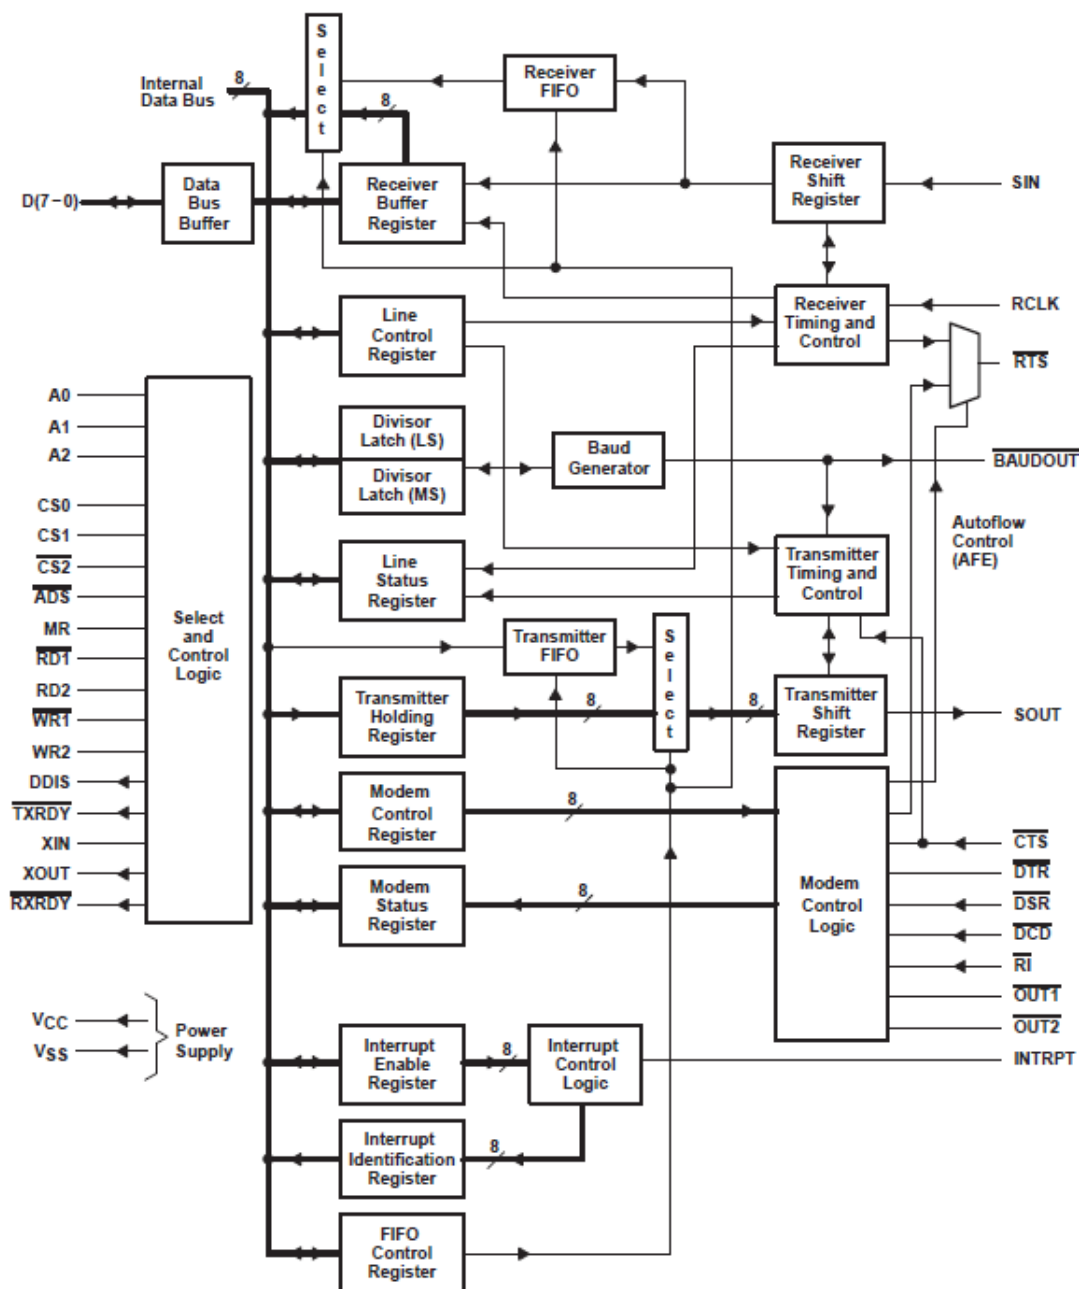 S
e
l
e
c
t
8
Internal
Data Bus
Receiver
FIFO
8
D(7−0)
Data
Bus
Buffer
Receiver
Buffer
Register
Receiver
Shift
Register
SIN
Line
Control
Register
Receiver
Timing and
Control
RCLK
RTS
A0
A1
A2
CS0
CS1
CS2
ADS
MR
RD1
RD2
WR1
WR2
DDIS
TXRDY
XIN
XOUT
RXRDY
Select
and
Control
Logic
Divisor
Latch (LS)
Divisor
Latch (MS)
Baud
Generator
BAUDOUT
Autoflow
Control
(AFE)
Line
Status
Register
Transmitter
Timing and
Control
Transmitter
FIFO
S
e
l
e
c
t
Transmitter
Holding
Register
8
8
Transmitter
Shift
Register
SOUT
Modem
Control
Register
8
Modem
Status
Register
8
Modem
Control
Logic
CTS
DTR
DSR
DCD
RI
OUT1
OUT2
VCC
VSS
Power
Supply
Interrupt
Enable
Register
8
Interrupt
Control
Logic
INTRPT
Interrupt
Identification
Register
8
FIFO
Control
Register